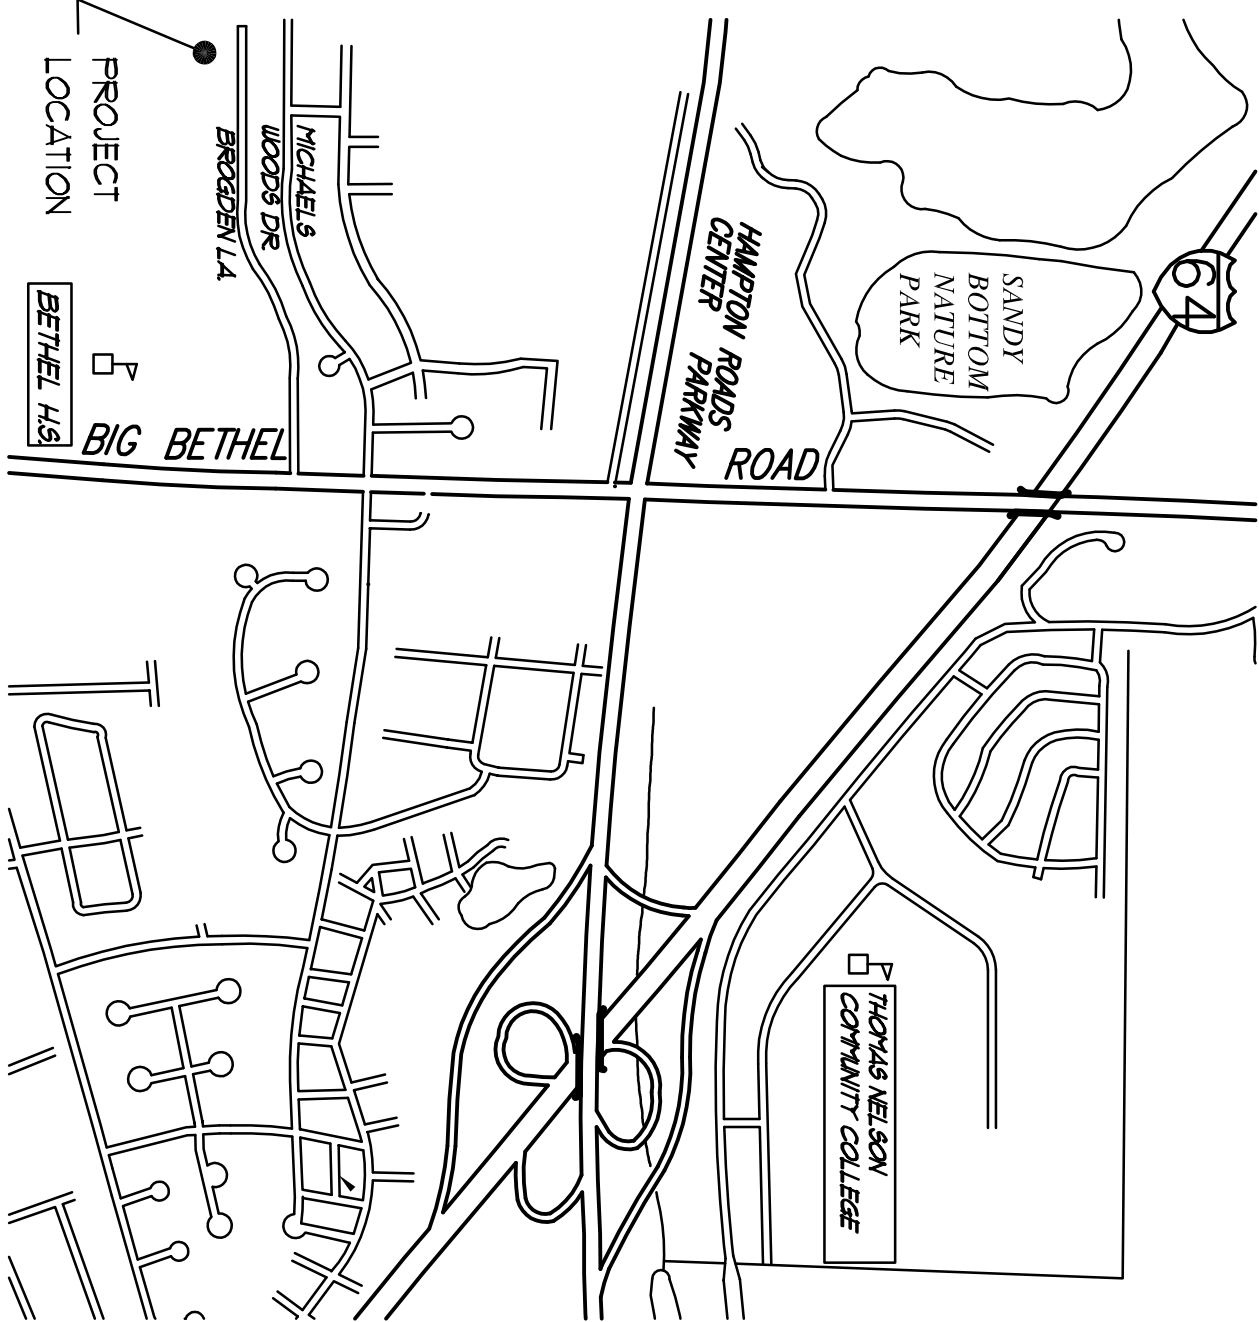 64
SANDY
BOTTOM
NATURE
PARK
HAMPTON ROADS
CENTER PARKWAY
MICHAELS
WOODS DR
BROGDEN LA.
PROJECT
LOCATION
BETHEL H.S.
BIG BETHEL ROAD
THOMAS NELSON
COMMUNITY COLLEGE